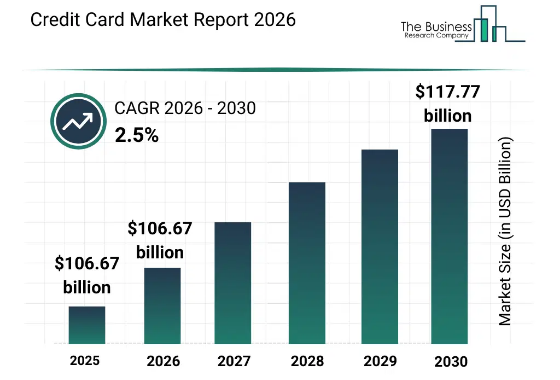 Credit Card Market Report 2026
The Business
Research Company
CAGR 2026 - 2030
2.5%
$106.67
billion
$106.67
billion
$117.77
billion
Market Size (in USD Billion)
2025
2026
2027
2028
2029
2030